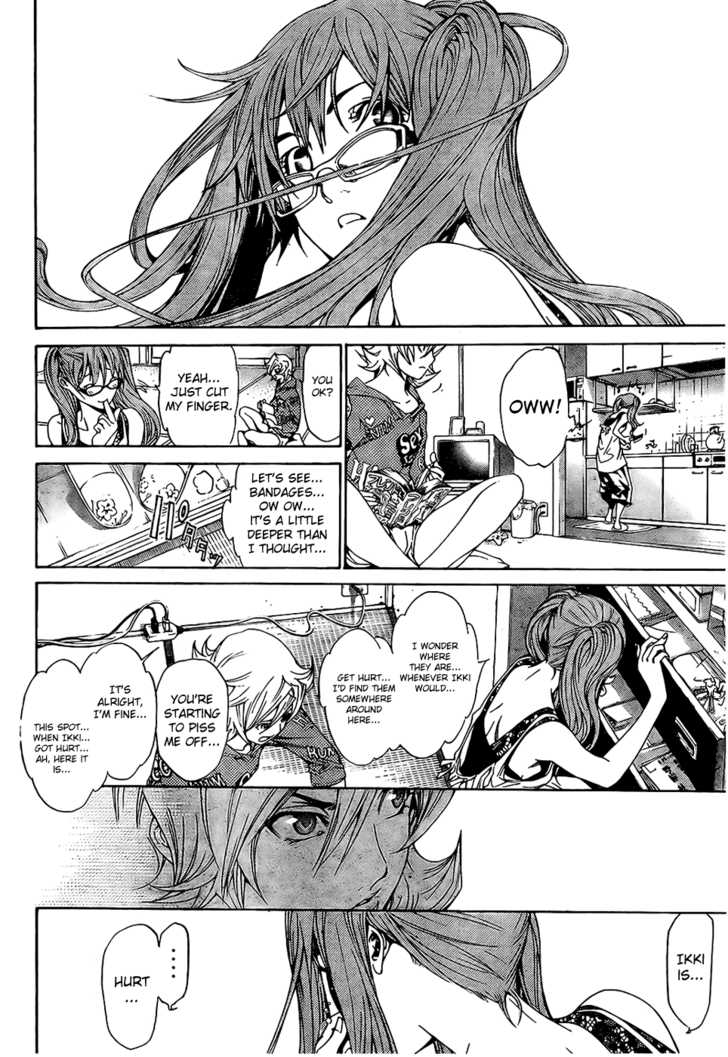 OWW!
YOU
OK?
YEAH...
JUST CUT
MY FINGER.
LET'S SEE...
BANDAGES...
OW OW...
IT'S A LITTLE
DEEPER THAN
I THOUGHT...
I WONDER
WHERE
THEY ARE...
WHENEVER IKKI
WOULD...
GET HURT...
I'D FIND THEM
SOMEWHERE
AROUND
HERE...
YOU'RE
STARTING
TO PISS
ME OFF...
IT'S
ALRIGHT,
I'M FINE...
THIS SPOT...
WHEN IKKI...
GOT HURT...
AH, HERE IT
IS...
IKKI
IS...
....
HURT
...